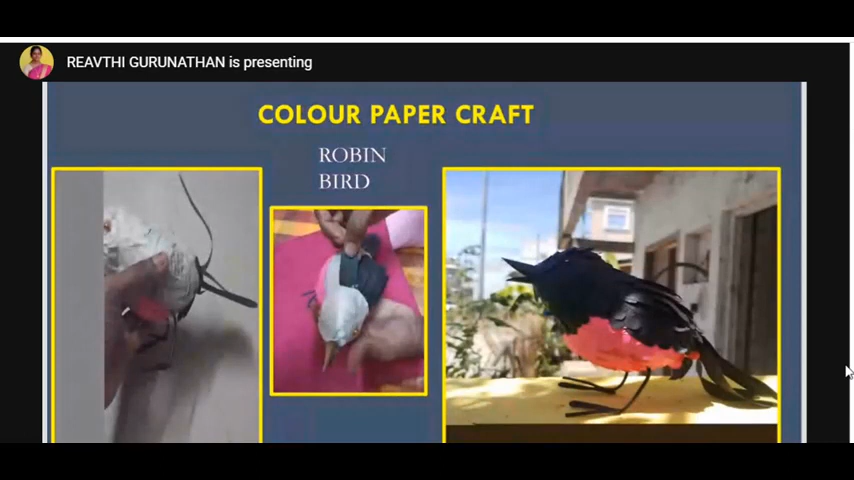 REAVTHI GURUNATHAN is presenting
COLOUR PAPER CRAFT
ROBIN
BIRD